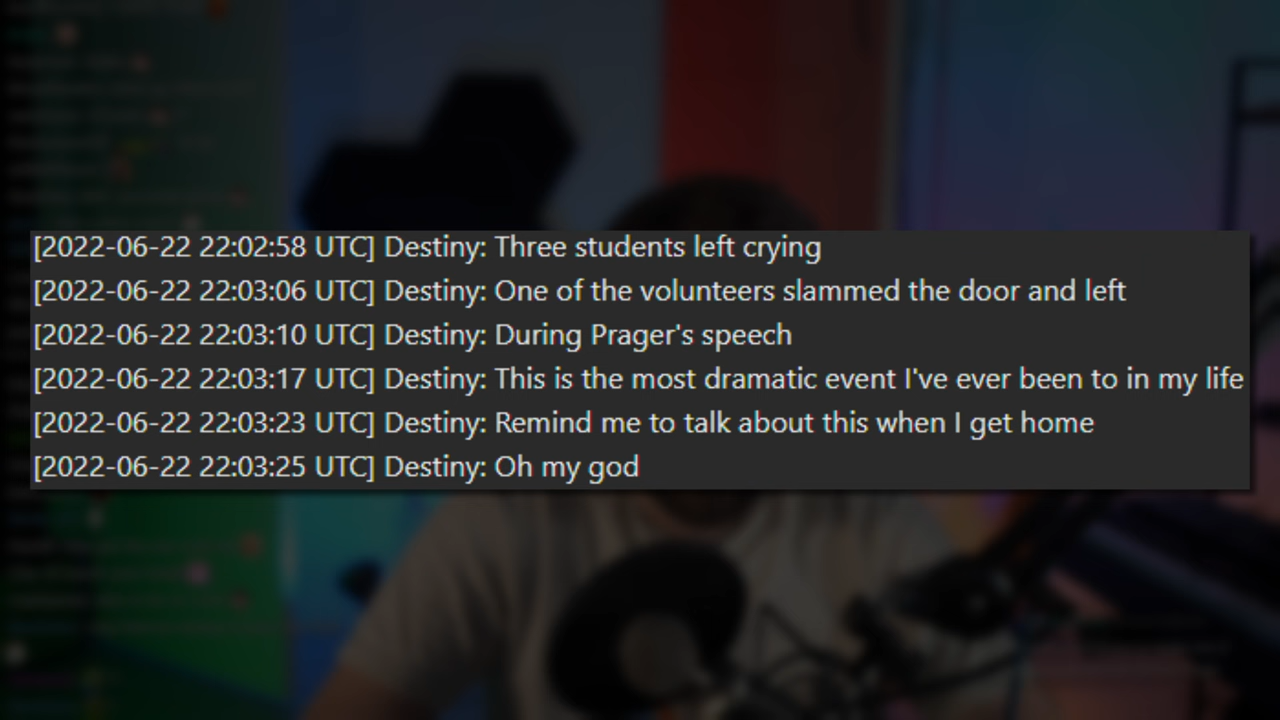 [2022-06-22 22:02:58 UTC] Destiny: Three students left crying
[2022-06-22 22:03:06 UTC] Destiny: One of the volunteers slammed the door and left
[2022-06-22 22:03:10 UTC] Destiny: During Prager's speech
[2022-06-22 22:03:17 UTC] Destiny: This is the most dramatic event I've ever been to in my life
[2022-06-22 22:03:23 UTC] Destiny: Remind me to talk about this when I get home
[2022-06-22 22:03:25 UTC] Destiny: Oh my god